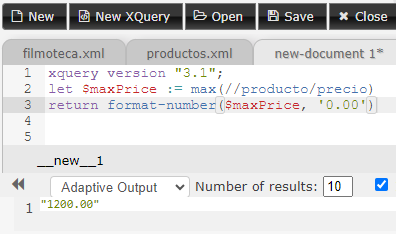 New New XQuery Open Save Close
filmoteca.xml productos.xml new-document 1*
1 xquery version "3.1";
2 let $maxPrice := max(//producto/precio)
3 return format-number($maxPrice, '0.00')
4
5
__new__1
Adaptive Output Number of results: 10
1 "1200.00"